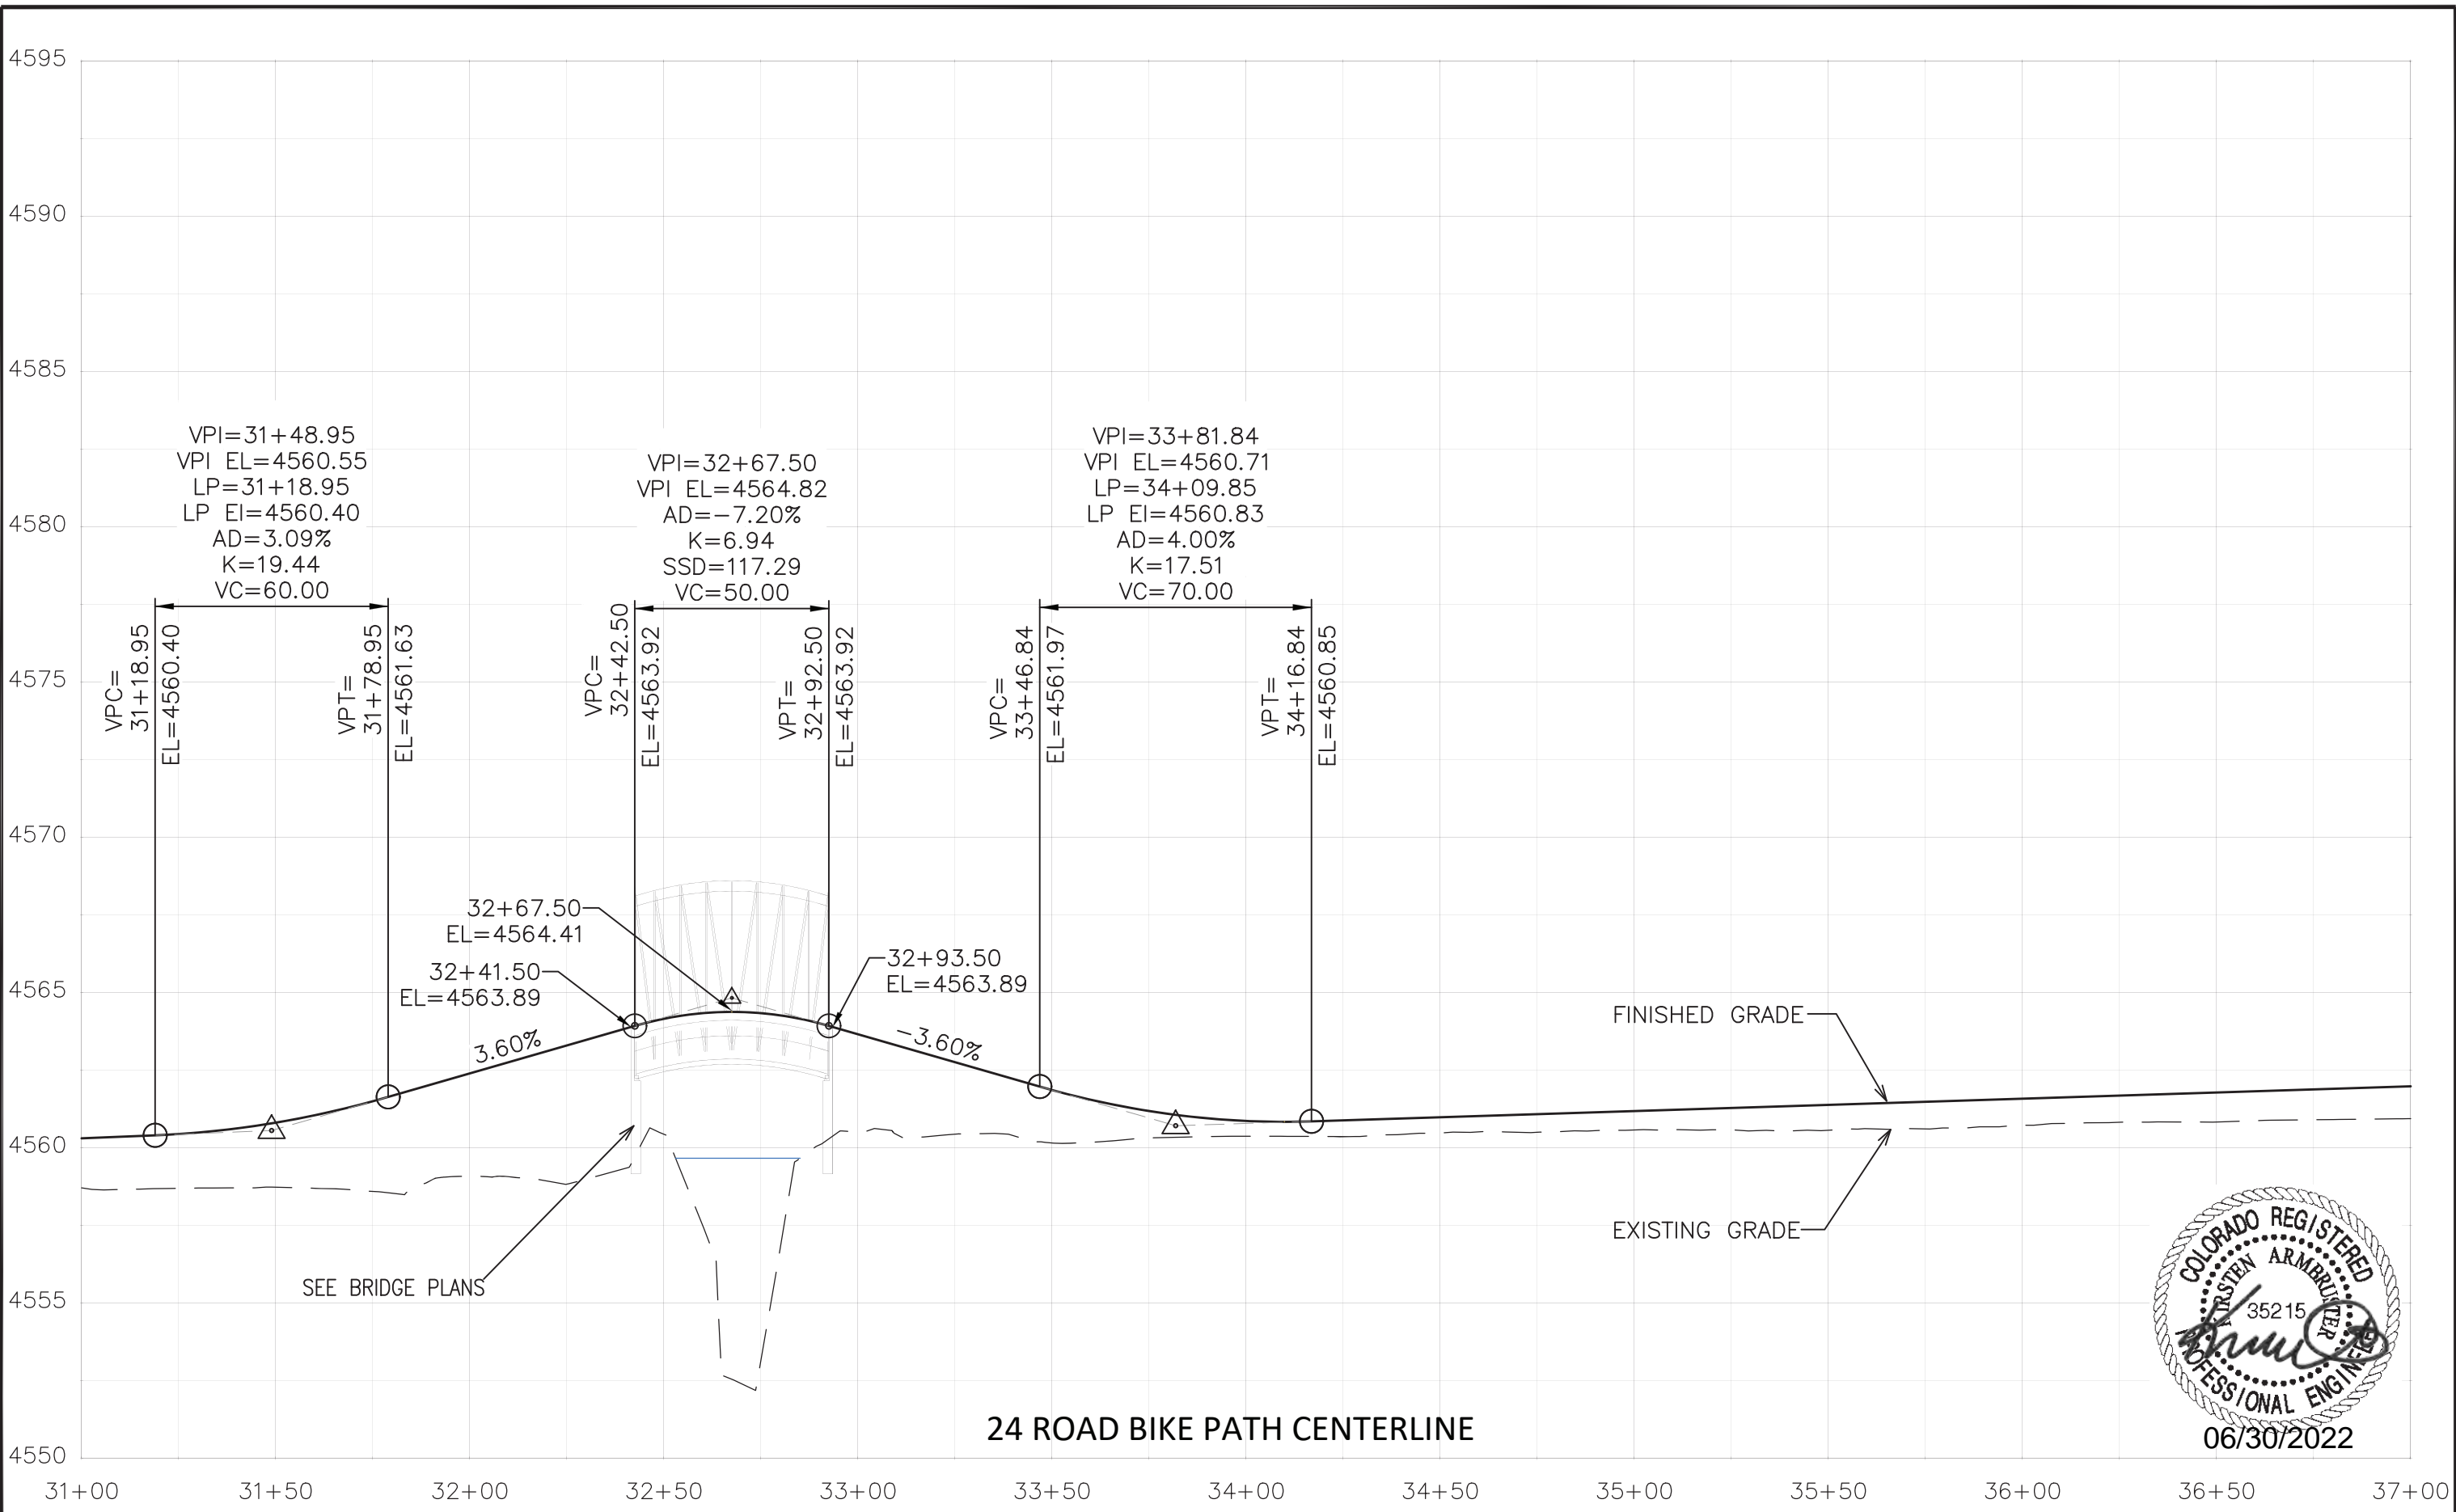 4595
4590
4585
4580
4575
4570
4565
4560
4555
4550
VPI=31+48.95
VPI EL=4560.55
LP=31+18.95
LP El=4560.40
AD=3.09%
K=19.44
VC=60.00
VPC=
31+18.95
EL=4560.40
VPT=
31+78.95
EL=4561.63
VPI=32+67.50
VPI EL=4564.82
AD=-7.20%
K=6.94
SSD=117.29
VC=50.00
VPC=
32+42.50
EL=4563.92
VPT=
32+92.50
EL=4563.92
VPI=33+81.84
VPI EL=4560.71
LP=34+09.85
LP El=4560.83
AD=4.00%
K=17.51
VC=70.00
VPC=
33+46.84
EL=4561.97
VPT=
34+16.84
EL=4560.85
32+67.50
EL=4564.41
32+41.50
EL=4563.89
32+93.50
EL=4563.89
3.60%
-3.60%
FINISHED GRADE
EXISTING GRADE
SEE BRIDGE PLANS
COLORADO REGISTERED
KIRSTEN ARMBRUSTER
35215
PROFESSIONAL ENGINEER
06/30/2022
24 ROAD BIKE PATH CENTERLINE
31+00 31+50 32+00 32+50 33+00 33+50 34+00 34+50 35+00 35+50 36+00 36+50 37+00